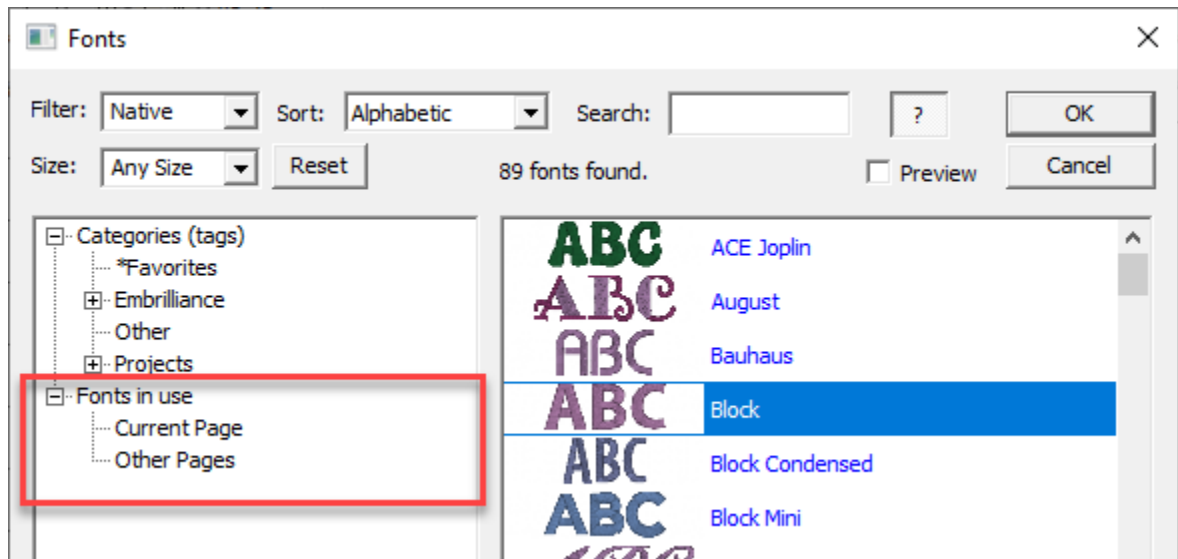 Fonts
Filter: Native Sort: Alphabetic Search: ? OK
Size: Any Size Reset 89 fonts found. Preview Cancel
Categories (tags)
*Favorites
Embrilliance
Other
Projects
Fonts in use
Current Page
Other Pages
ABC ACE Joplin
ABC August
ABC Bauhaus
ABC Block
ABC Block Condensed
ABC Block Mini